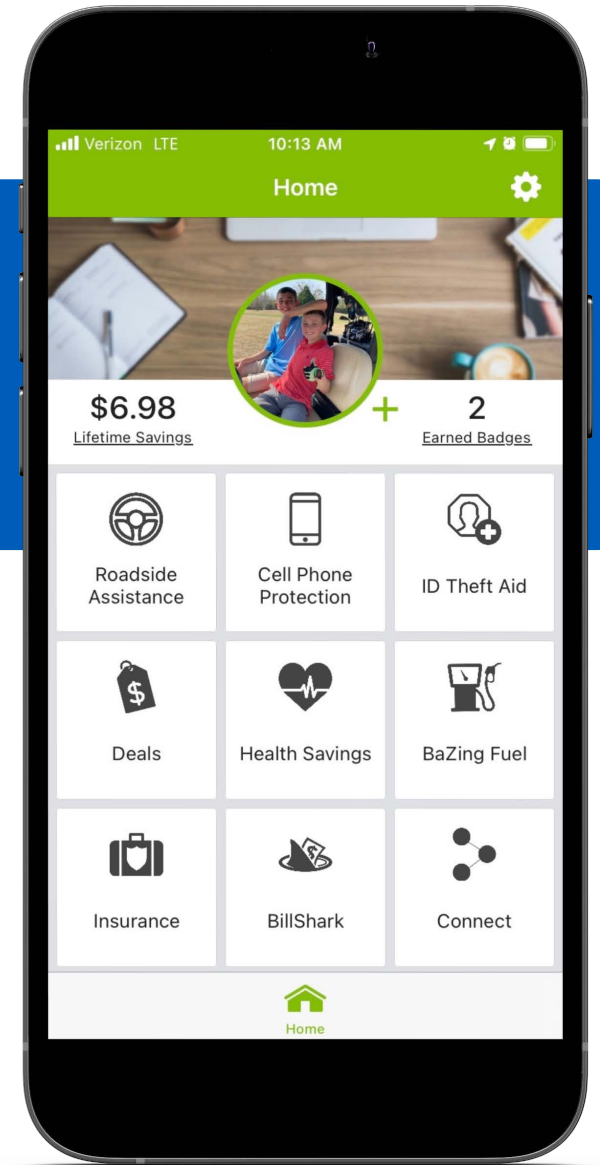 Verizon LTE 10:13 AM
Home
$6.98 2
Lifetime Savings Earned Badges
Roadside Assistance
Cell Phone Protection
ID Theft Aid
Deals
Health Savings
BaZing Fuel
Insurance
BillShark
Connect
Home